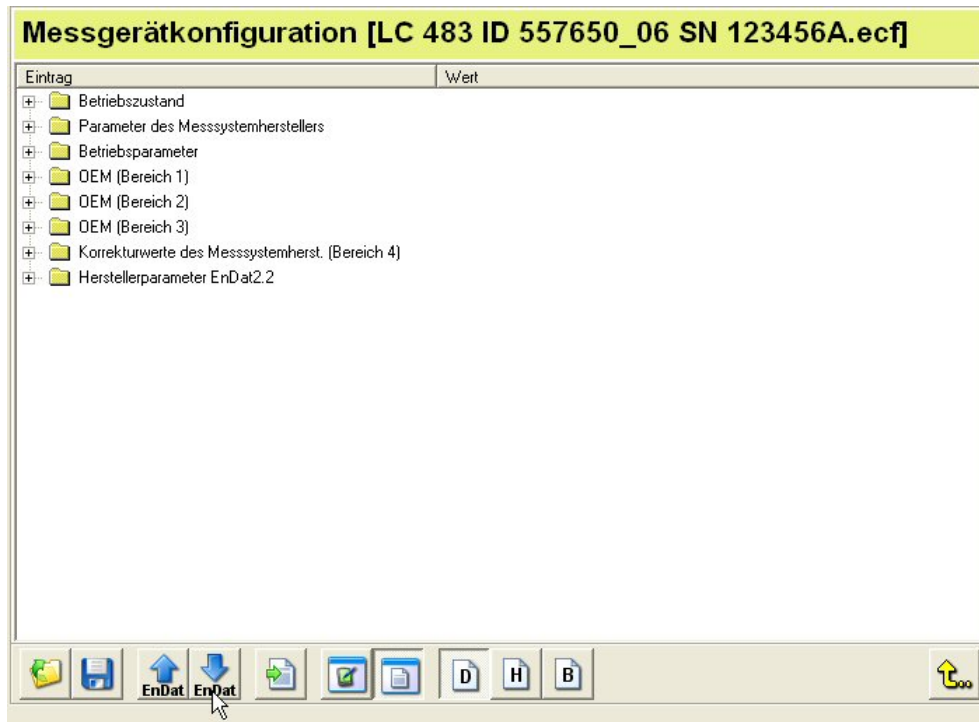 Messgerätkonfiguration [LC 483 ID 557650_06 SN 123456A.ecf]
Eintrag Wert
Betriebszustand
Parameter des Messsystemherstellers
Betriebsparameter
OEM (Bereich 1)
OEM (Bereich 2)
OEM (Bereich 3)
Korrekturwerte des Messsystemherst. (Bereich 4)
Herstellerparameter EnDat2.2
EnDat EnDat D H B